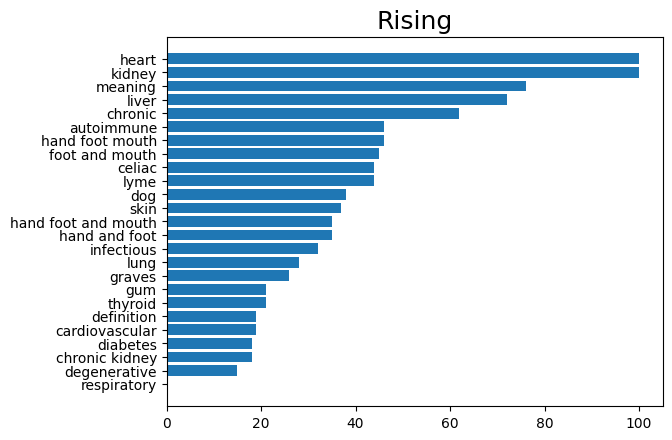 Rising
heart
kidney
meaning
liver
chronic
autoimmune
hand foot mouth
foot and mouth
celiac
lyme
dog
skin
hand foot and mouth
hand and foot
infectious
lung
graves
gum
thyroid
definition
cardiovascular
diabetes
chronic kidney
degenerative
respiratory
0 20 40 60 80 100